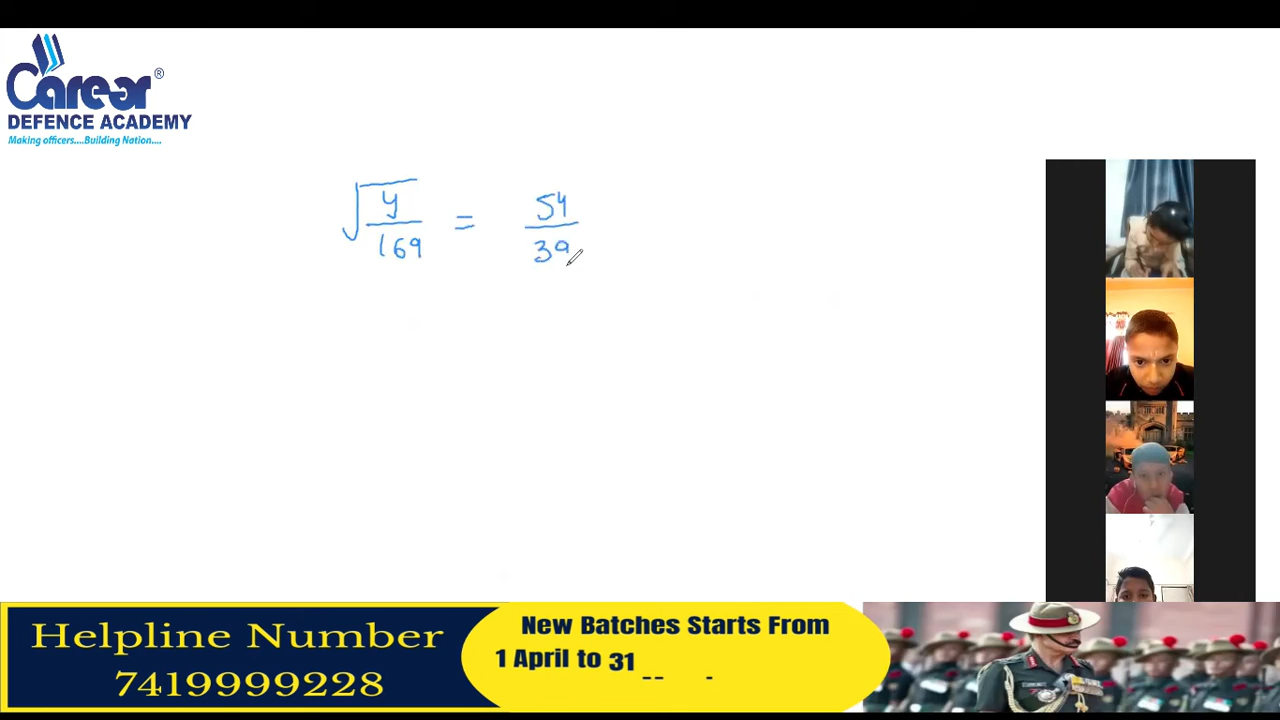 Carear®
DEFENCE ACADEMY
Making officers....Building Nation....
√(y/169) = 54/39
Helpline Number
7419999228
New Batches Starts From
1 April to 31